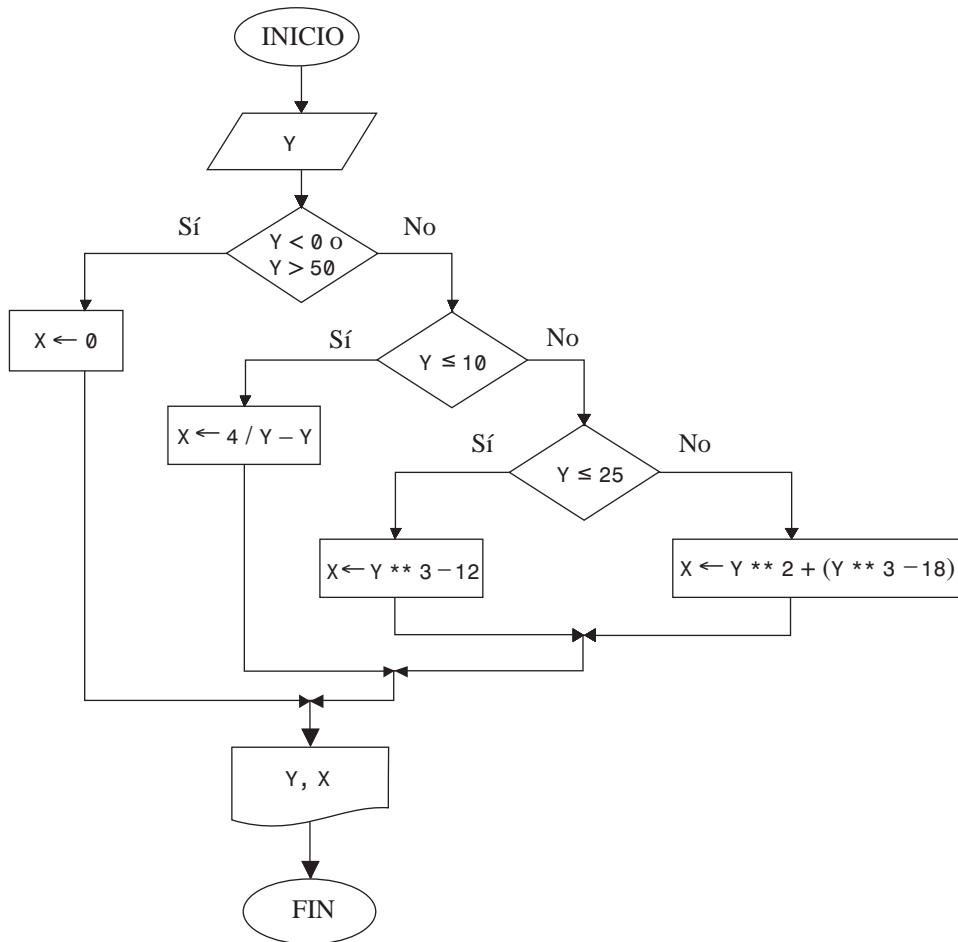 INICIO
Y
Sí
No
Y < 0 o
Y > 50
X ← 0
Sí
No
Y ≤ 10
X ← 4 / Y – Y
Sí
No
Y ≤ 25
X ← Y ** 3 – 12
X ← Y ** 2 + (Y ** 3 – 18)
Y, X
FIN